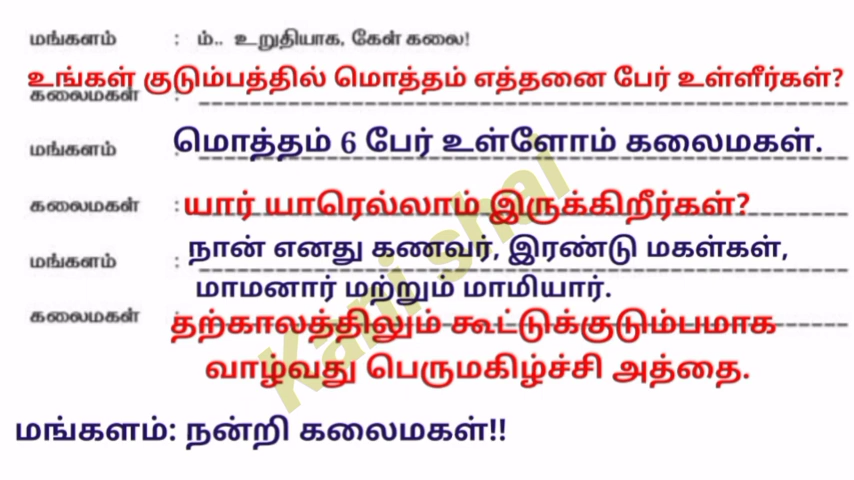 மங்களம் : ம்.. உறுதியாக, கேள் கலை!
உங்கள் குடும்பத்தில் மொத்தம் எத்தனை பேர் உள்ளீர்கள்?
கலைமகள் :
மங்களம் : மொத்தம் 6 பேர் உள்ளோம் கலைமகள்.
கலைமகள் : யார் யாரெல்லாம் இருக்கிறீர்கள்?
மங்களம் : நான் எனது கணவர், இரண்டு மகள்கள்,
மாமனார் மற்றும் மாமியார்.
கலைமகள் : தற்காலத்திலும் கூட்டுக்குடும்பமாக
வாழ்வது பெருமகிழ்ச்சி அத்தை.
மங்களம்: நன்றி கலைமகள்!!
Kani shai